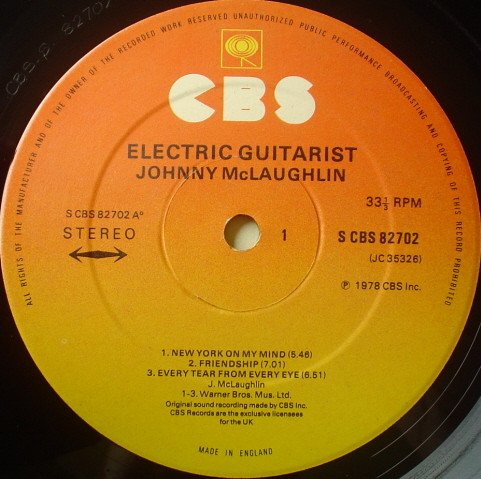 CBS-S 82702
ALL RIGHTS OF THE MANUFACTURER AND OF THE OWNER OF THE RECORDED WORK RESERVED UNAUTHORIZED PUBLIC PERFORMANCE BROADCASTING AND COPYING OF THIS RECORD PROHIBITED
CBS
ELECTRIC GUITARIST
JOHNNY McLAUGHLIN
S CBS 82702 A°
STEREO
1
33⅓ RPM
S CBS 82702
(JC 35326)
℗ 1978 CBS Inc.
1. NEW YORK ON MY MIND (5.46)
2. FRIENDSHIP (7.01)
3. EVERY TEAR FROM EVERY EYE (6.51)
J. McLaughlin
1-3. Warner Bros. Mus. Ltd.
Original sound recording made by CBS Inc.
CBS Records are the exclusive licensees
for the UK
MADE IN ENGLAND